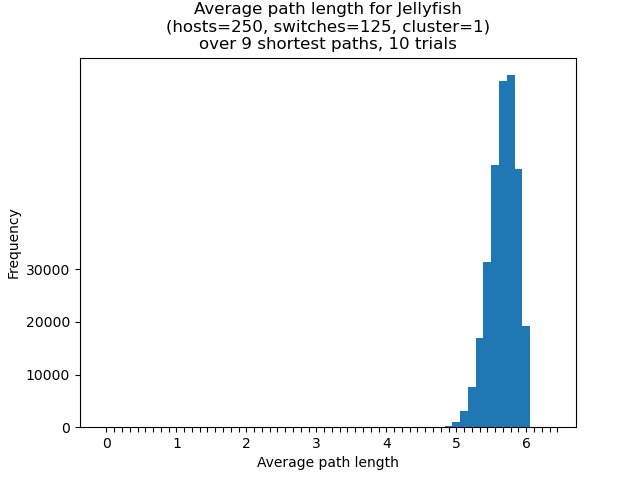 Average path length for Jellyfish
(hosts=250, switches=125, cluster=1)
over 9 shortest paths, 10 trials
Frequency
30000
20000
10000
0
0 1 2 3 4 5 6
Average path length